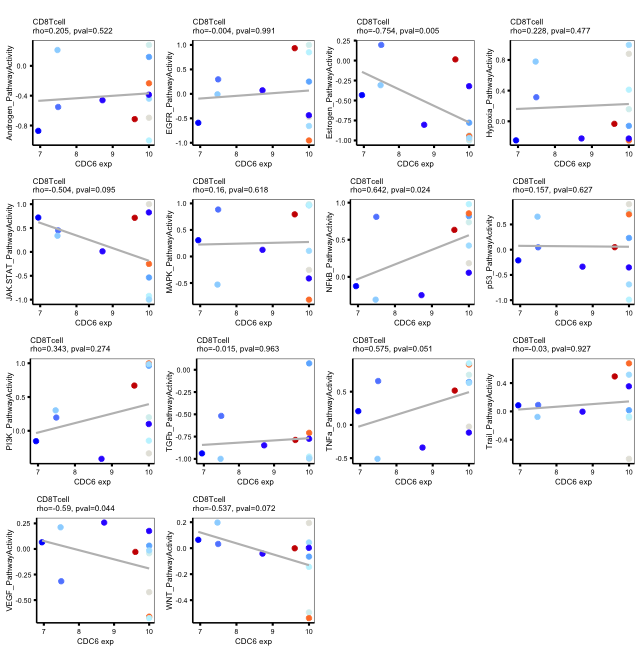 CD8Tcell
rho=0.205, pval=0.522
Androgen_PathwayActivity
0.0
-0.4
-0.8
7 8 9 10
CDC6 exp
CD8Tcell
rho=-0.004, pval=0.991
EGFR_PathwayActivity
1.0
0.5
0.0
-0.5
-1.0
7 8 9 10
CDC6 exp
CD8Tcell
rho=-0.754, pval=0.005
Estrogen_PathwayActivity
0.25
0.00
-0.25
-0.50
-0.75
-1.00
7 8 9 10
CDC6 exp
CD8Tcell
rho=0.228, pval=0.477
Hypoxia_PathwayActivity
1.0
0.5
0.0
7 8 9 10
CDC6 exp
CD8Tcell
rho=-0.504, pval=0.095
JAK-STAT_PathwayActivity
1.0
0.5
0.0
-0.5
-1.0
7 8 9 10
CDC6 exp
CD8Tcell
rho=0.16, pval=0.618
MAPK_PathwayActivity
1.0
0.5
0.0
-0.5
7 8 9 10
CDC6 exp
CD8Tcell
rho=0.642, pval=0.024
NFkB_PathwayActivity
1.0
0.5
0.0
7 8 9 10
CDC6 exp
CD8Tcell
rho=0.157, pval=0.627
p53_PathwayActivity
0.5
0.0
-0.5
-1.0
7 8 9 10
CDC6 exp
CD8Tcell
rho=0.343, pval=0.274
PI3K_PathwayActivity
1.0
0.5
0.0
7 8 9 10
CDC6 exp
CD8Tcell
rho=-0.015, pval=0.963
TGFb_PathwayActivity
0.00
-0.25
-0.50
-0.75
-1.00
7 8 9 10
CDC6 exp
CD8Tcell
rho=0.575, pval=0.051
TNFa_PathwayActivity
0.5
0.0
-0.5
7 8 9 10
CDC6 exp
CD8Tcell
rho=-0.03, pval=0.927
Trail_PathwayActivity
0.4
0.0
-0.4
7 8 9 10
CDC6 exp
CD8Tcell
rho=-0.59, pval=0.044
VEGF_PathwayActivity
0.25
0.00
-0.25
-0.50
7 8 9 10
CDC6 exp
CD8Tcell
rho=-0.537, pval=0.072
WNT_PathwayActivity
0.2
0.0
-0.2
-0.4
7 8 9 10
CDC6 exp